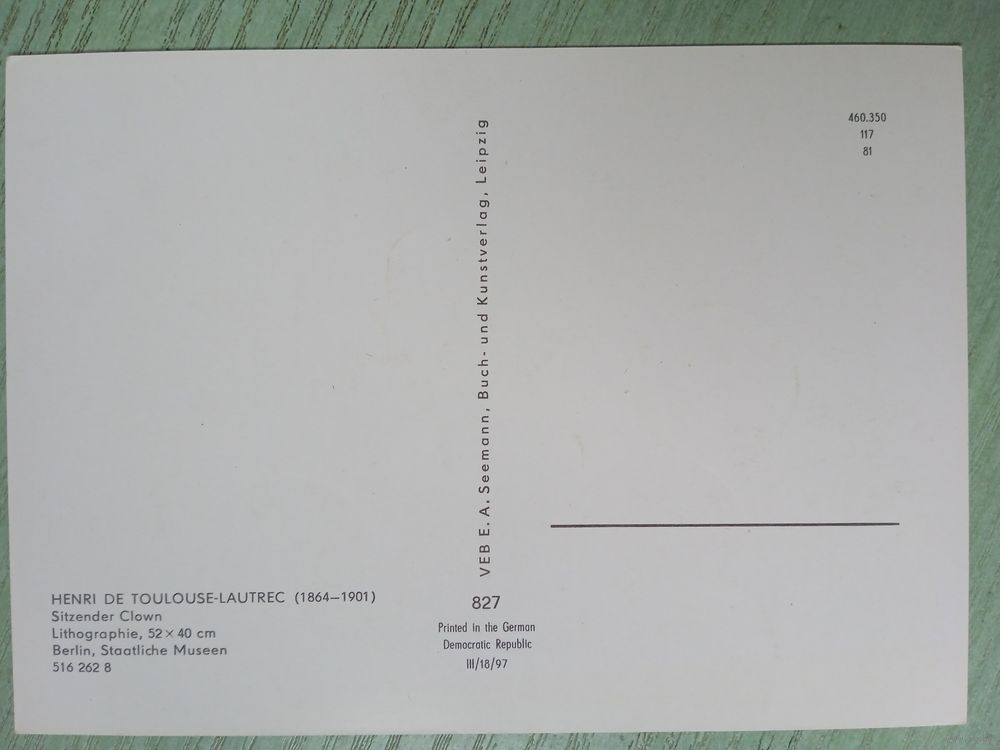 460.350
117
81
VEB E. A. Seemann, Buch- und Kunstverlag, Leipzig
HENRI DE TOULOUSE-LAUTREC (1864—1901)
Sitzender Clown
Lithographie, 52 × 40 cm
Berlin, Staatliche Museen
516 262 8
827
Printed in the German
Democratic Republic
III/18/97